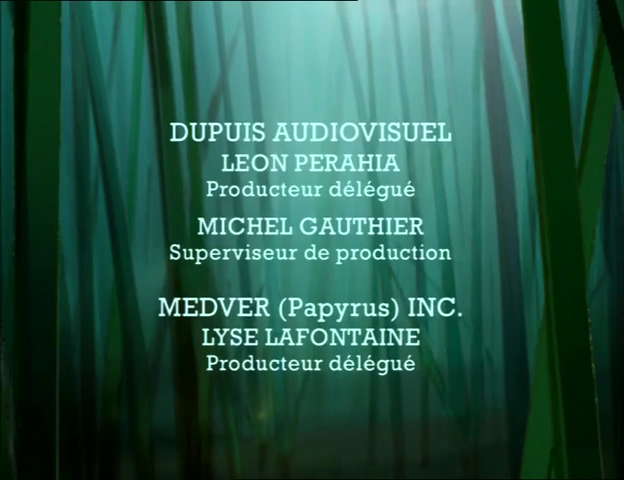 DUPUIS AUDIOVISUEL
LEON PERAHIA
Producteur délégué
MICHEL GAUTHIER
Superviseur de production
MEDVER (Papyrus) INC.
LYSE LAFONTAINE
Producteur délégué